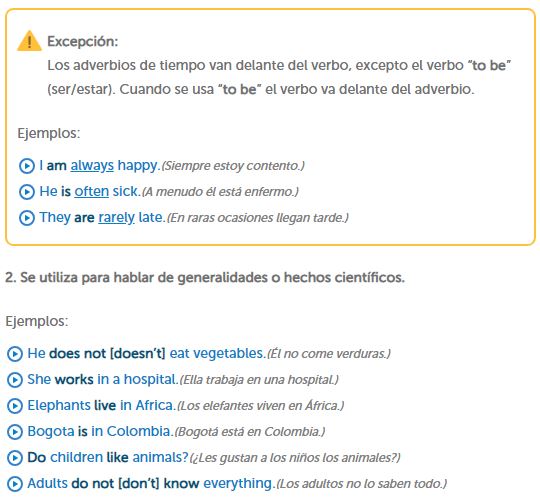 Excepción:
Los adverbios de tiempo van delante del verbo, excepto el verbo “to be”
(ser/estar). Cuando se usa “to be” el verbo va delante del adverbio.
Ejemplos:
I am always happy.(Siempre estoy contento.)
He is often sick.(A menudo él está enfermo.)
They are rarely late.(En raras ocasiones llegan tarde.)
2. Se utiliza para hablar de generalidades o hechos científicos.
Ejemplos:
He does not [doesn’t] eat vegetables.(Él no come verduras.)
She works in a hospital.(Ella trabaja en una hospital.)
Elephants live in Africa.(Los elefantes viven en África.)
Bogota is in Colombia.(Bogotá está en Colombia.)
Do children like animals?(¿Les gustan a los niños los animales?)
Adults do not [don’t] know everything.(Los adultos no lo saben todo.)